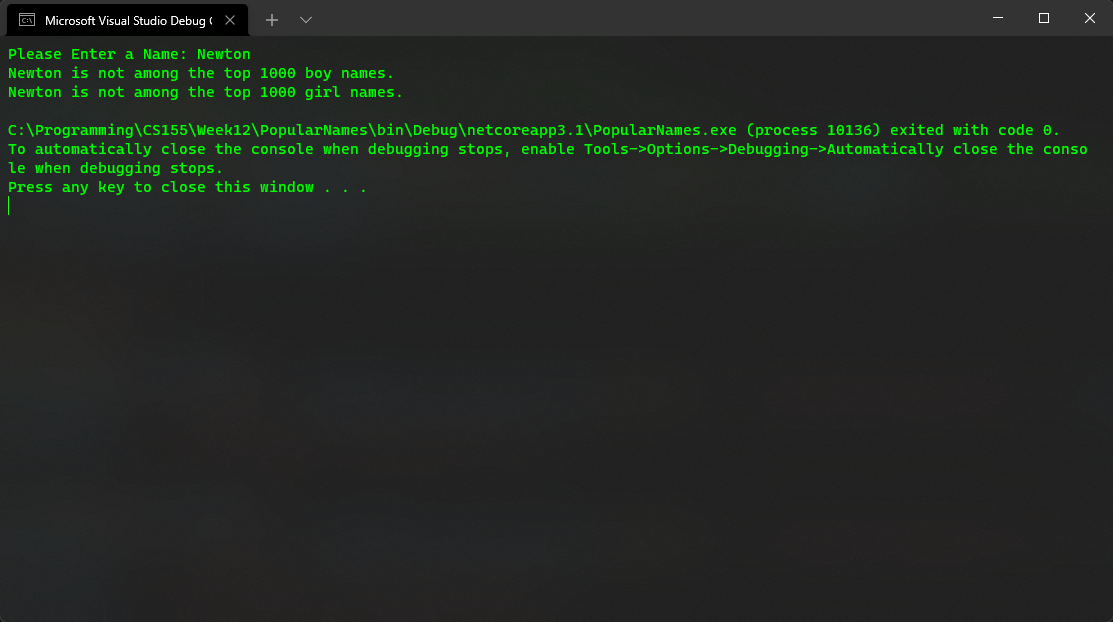 Microsoft Visual Studio Debug
Please Enter a Name: Newton
Newton is not among the top 1000 boy names.
Newton is not among the top 1000 girl names.
C:\Programming\CS155\Week12\PopularNames\bin\Debug\netcoreapp3.1\PopularNames.exe (process 10136) exited with code 0.
To automatically close the console when debugging stops, enable Tools->Options->Debugging->Automatically close the conso
le when debugging stops.
Press any key to close this window . . .